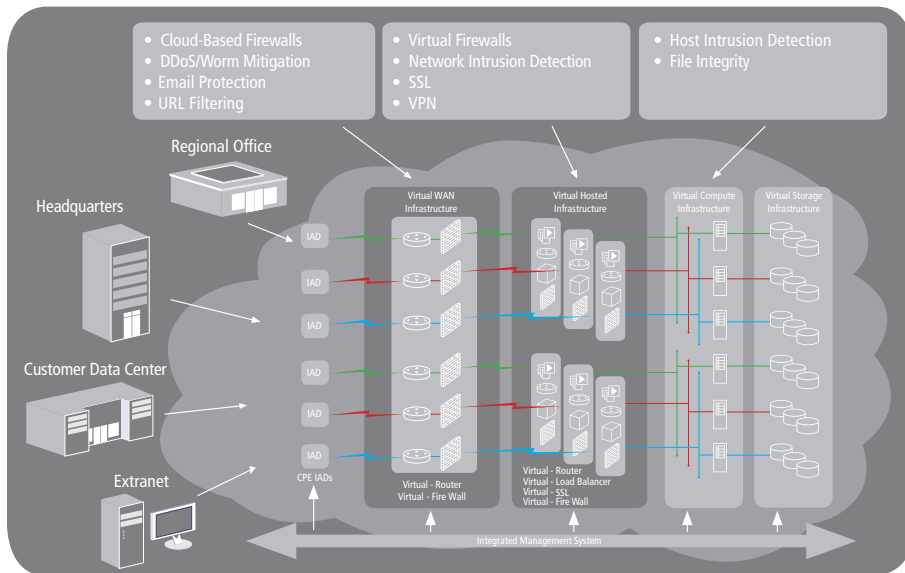 • Cloud-Based Firewalls
• DDoS/Worm Mitigation
• Email Protection
• URL Filtering
• Virtual Firewalls
• Network Intrusion Detection
• SSL
• VPN
• Host Intrusion Detection
• File Integrity
Regional Office
Headquarters
Customer Data Center
Extranet
Virtual WAN
Infrastructure
Virtual Hosted
Infrastructure
Virtual Compute
Infrastructure
Virtual Storage
Infrastructure
IAD
IAD
IAD
IAD
IAD
IAD
CPE IADs
Virtual - Router
Virtual - Fire Wall
Virtual - Router
Virtual - Load Balancer
Virtual - SSL
Virtual - Fire Wall
Integrated Management System